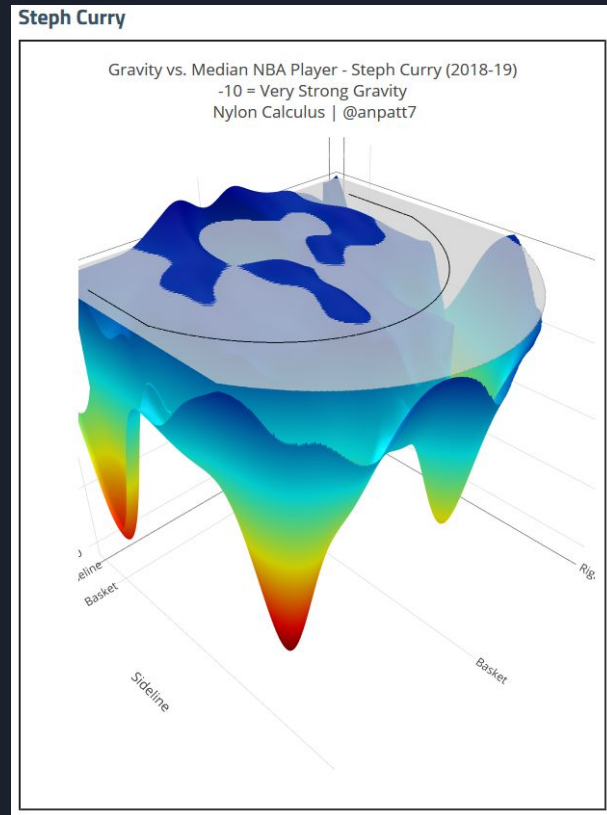 Steph Curry
Gravity vs. Median NBA Player - Steph Curry (2018-19)
-10 = Very Strong Gravity
Nylon Calculus | @anpatt7
Basket
Sideline
Basket